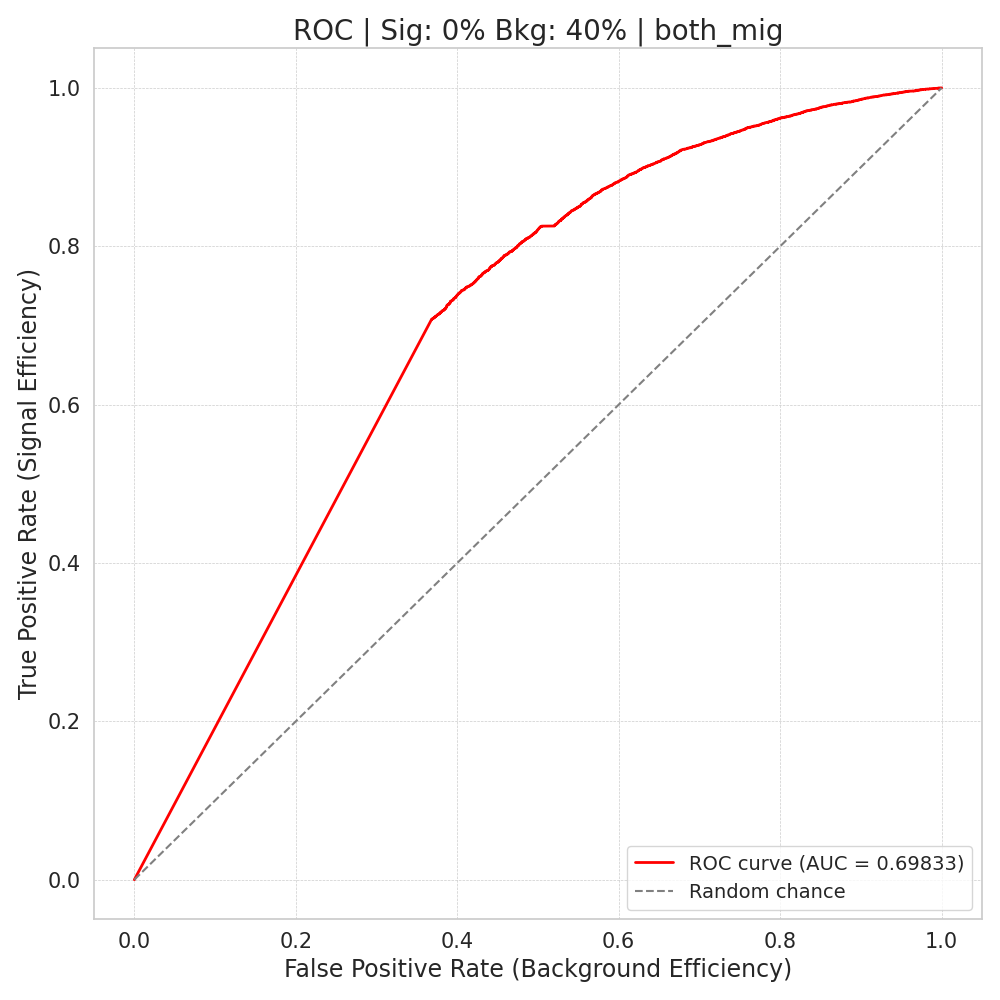 ROC | Sig: 0% Bkg: 40% | both_mig
True Positive Rate (Signal Efficiency)
1.0
0.8
0.6
0.4
0.2
0.0
ROC curve (AUC = 0.69833)
Random chance
0.0 0.2 0.4 0.6 0.8 1.0
False Positive Rate (Background Efficiency)